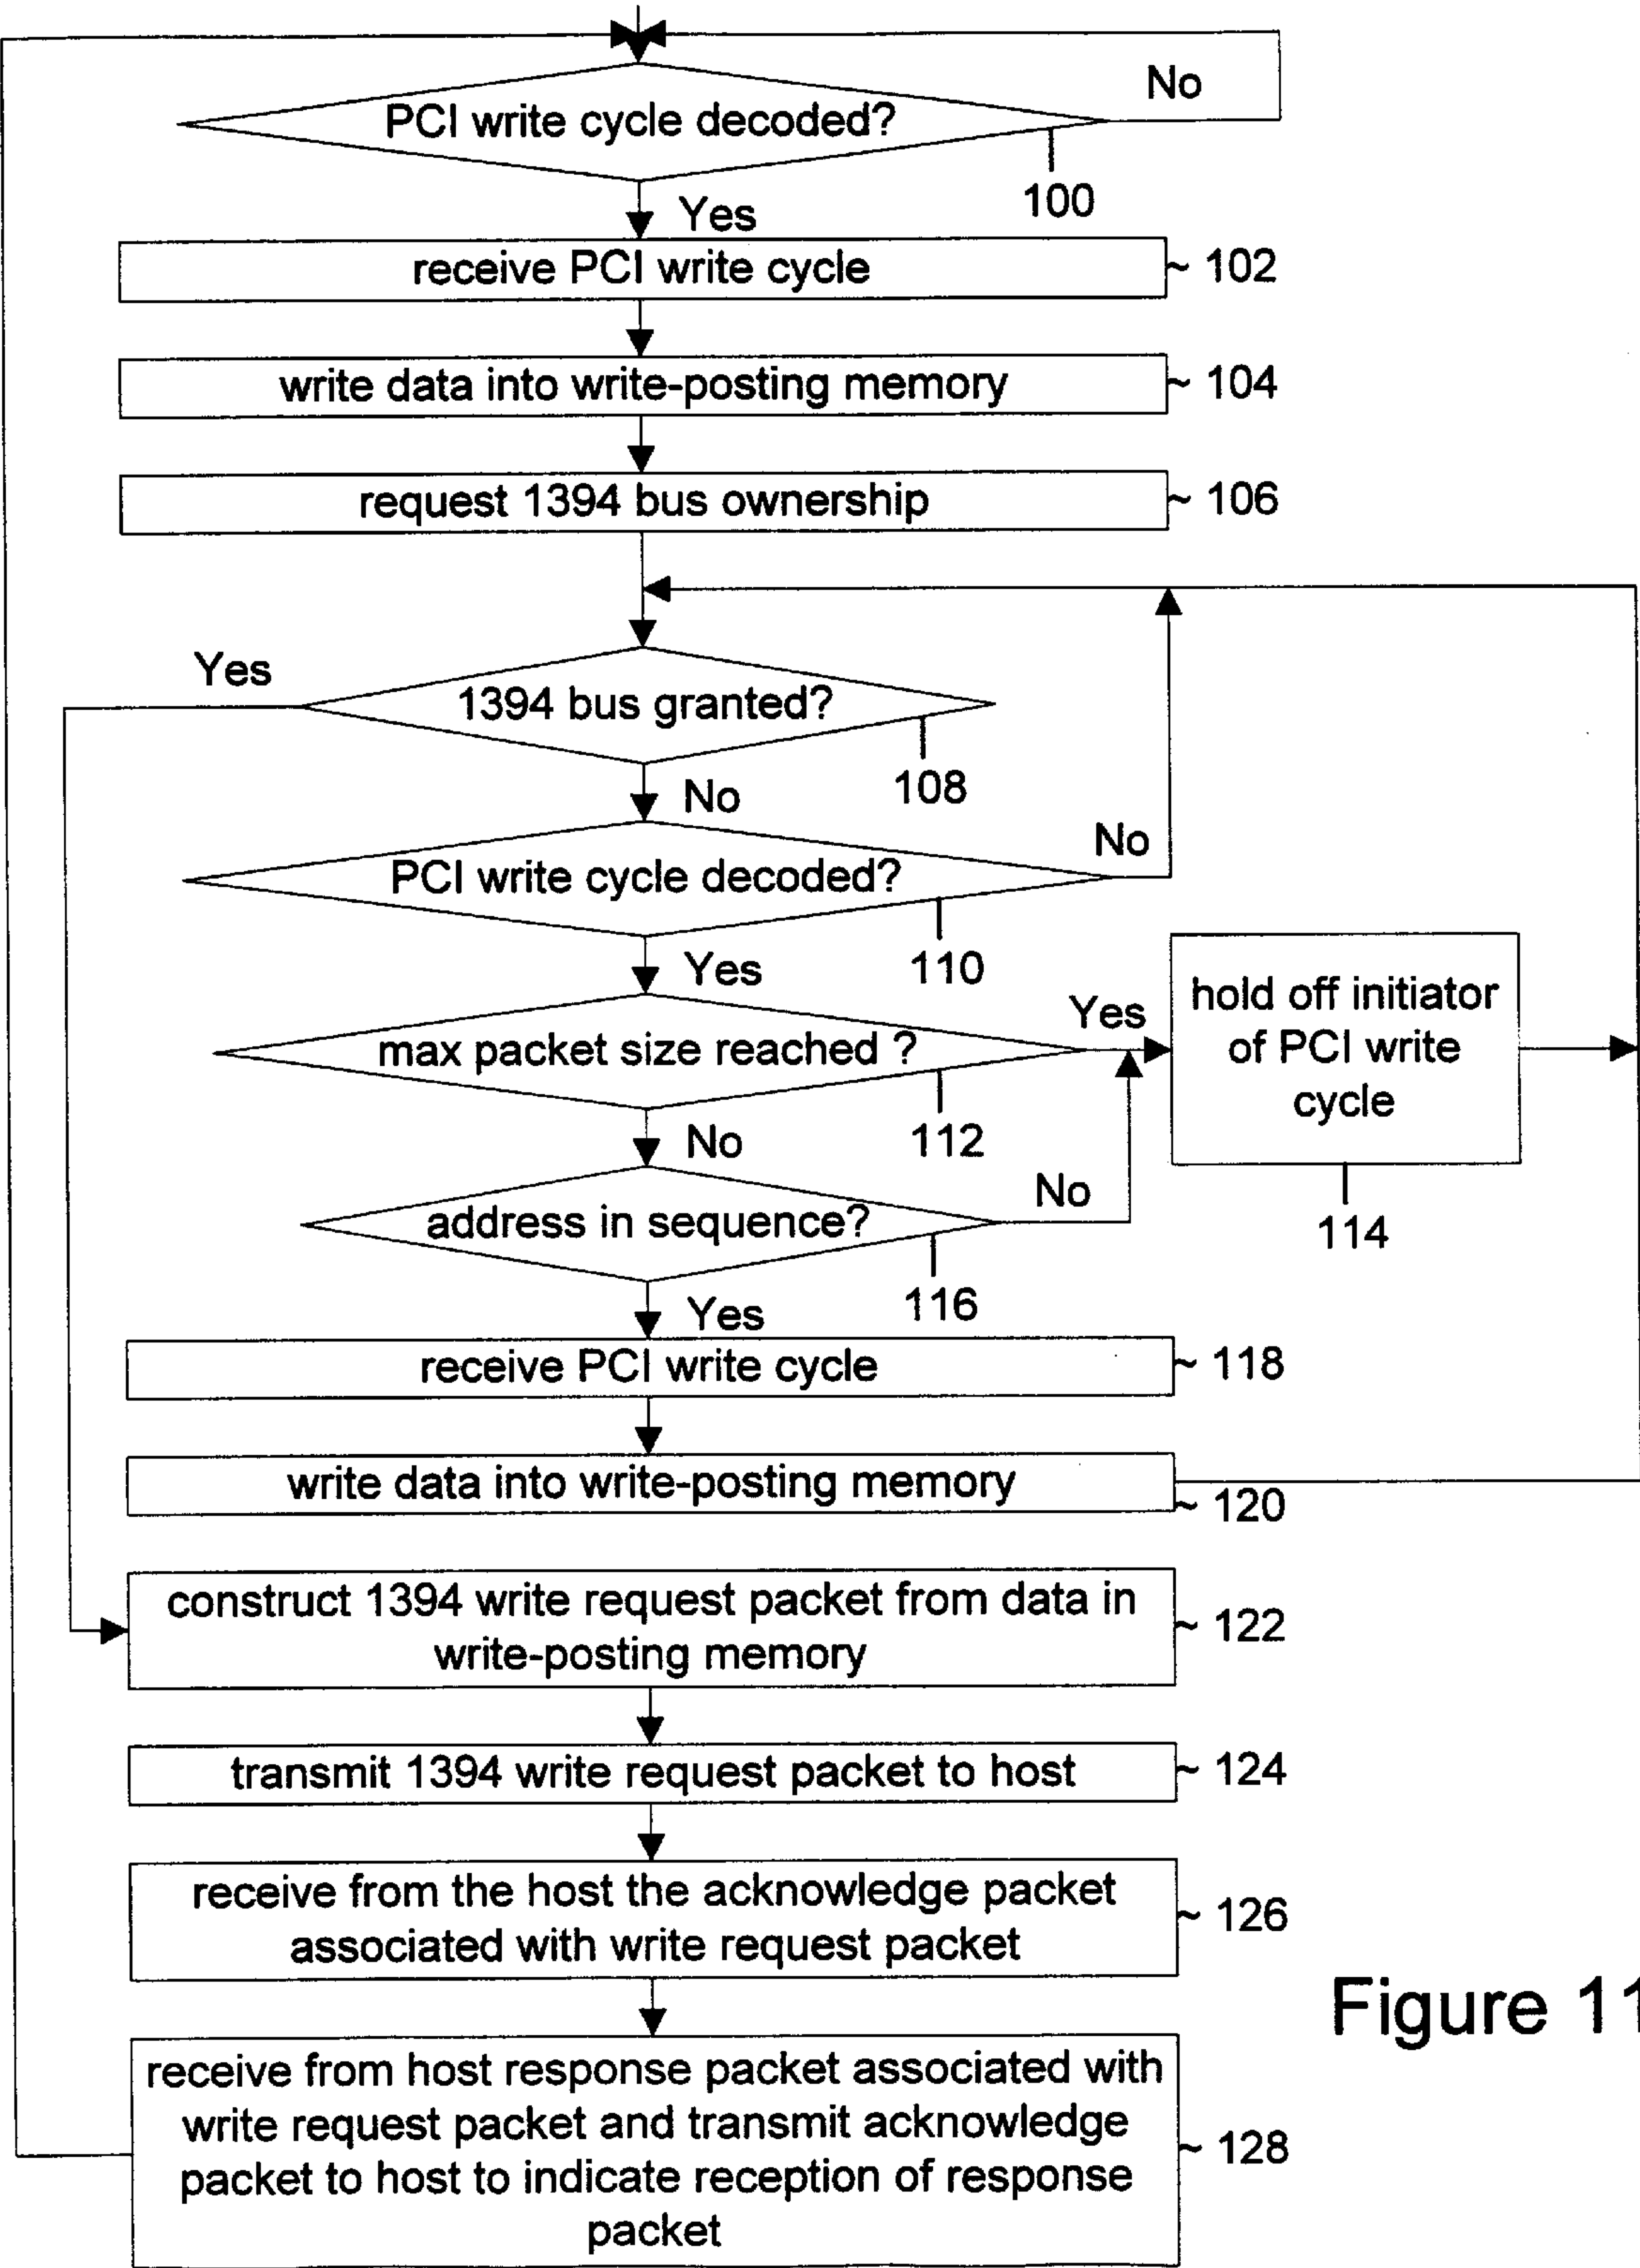 No
PCI write cycle decoded?
100
Yes
receive PCI write cycle
~ 102
write data into write-posting memory
~ 104
request 1394 bus ownership
~ 106
Yes
1394 bus granted?
108
No
No
PCI write cycle decoded?
110
Yes
Yes
hold off initiator
of PCI write
cycle
114
max packet size reached ?
112
No
No
address in sequence?
116
Yes
receive PCI write cycle
~ 118
write data into write-posting memory
~ 120
construct 1394 write request packet from data in
write-posting memory
~ 122
transmit 1394 write request packet to host
~ 124
receive from the host the acknowledge packet
associated with write request packet
~ 126
Figure 11
receive from host response packet associated with
write request packet and transmit acknowledge
packet to host to indicate reception of response
packet
~ 128